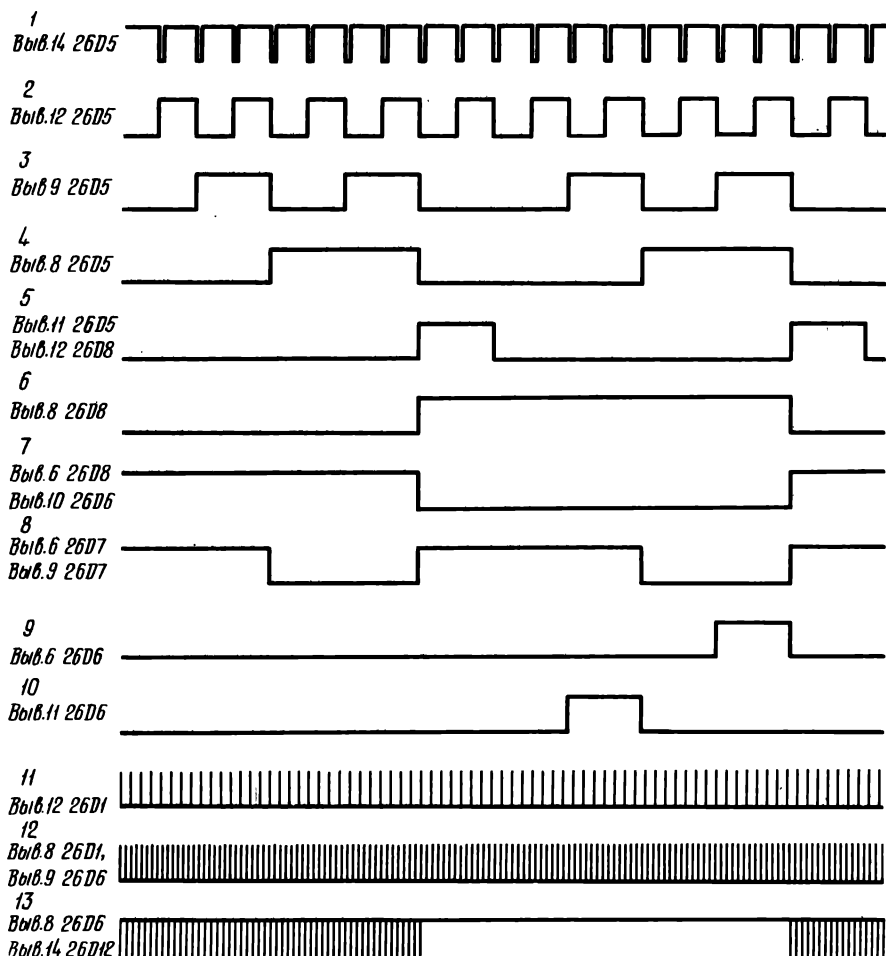 1
Выв.14 26D5
2
Выв.12 26D5
3
Выв 9 26D5
4
Выв.8 26D5
5
Выв.11 26D5
Выв.12 26D8
6
Выв.8 26D8
7
Выв.6 26D8
Выв.10 26D6
8
Выв.6 26D7
Выв.9 26D7
9
Выв.6 26D6
10
Выв.11 26D6
11
Выв.12 26D1
12
Выв.8 26D1,
Выв.9 26D6
13
Выв.8 26D6
Выв.14 26D12